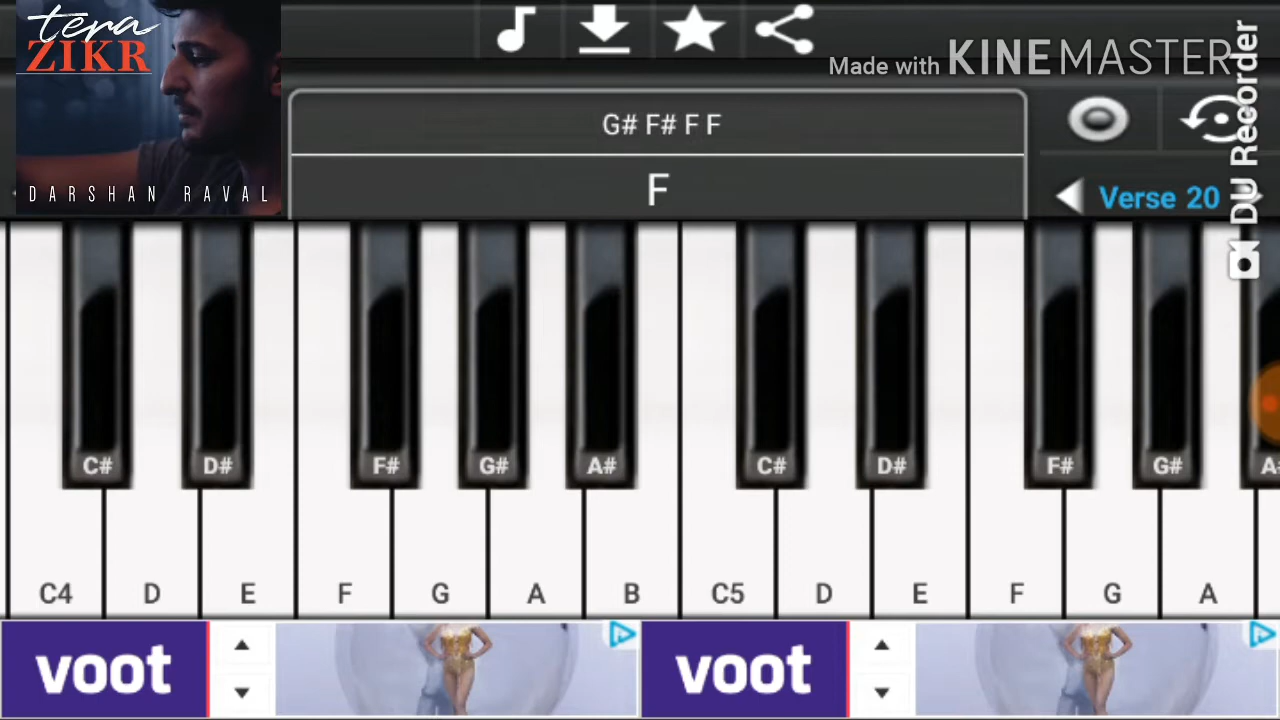 tera
ZIKR
DARSHAN RAVAL
Made with KINEMASTER
DU Recorder
G# F# F F
F
Verse 20
C# D# F# G# A# C# D# F# G# A#
C4 D E F G A B C5 D E F G A
voot voot